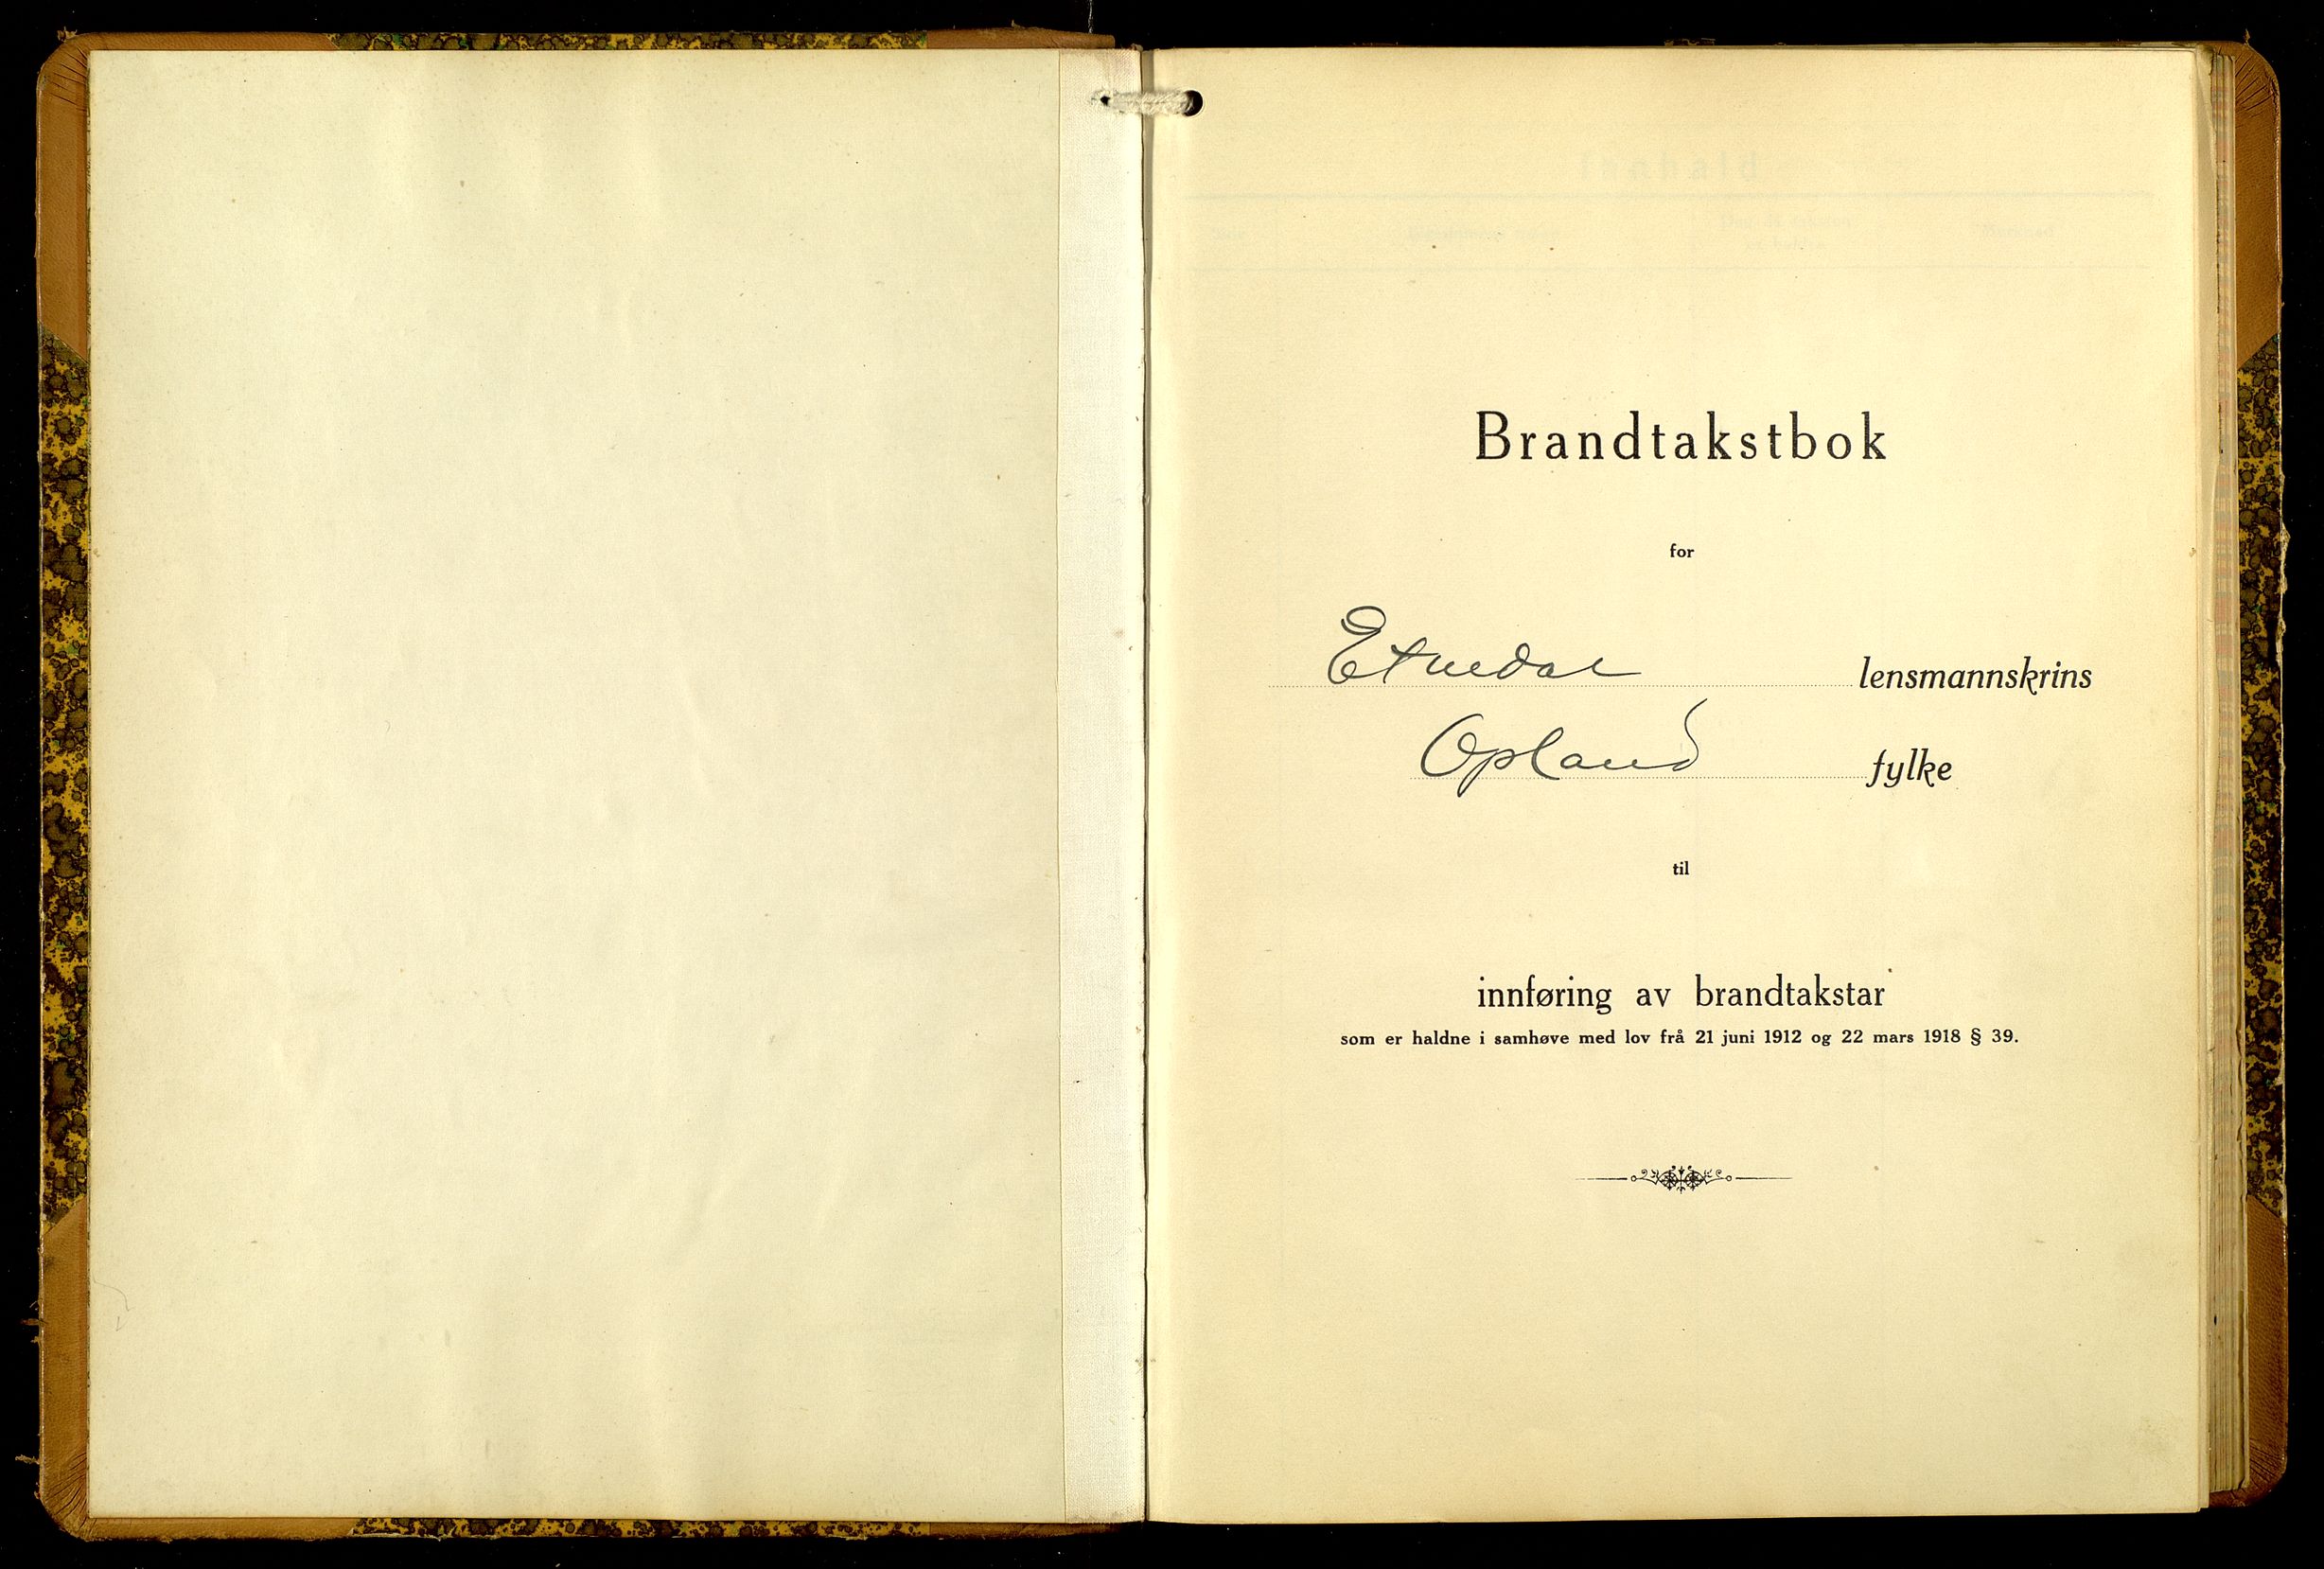 Brandtakstbok
for
Etnedal lensmannskrins
Opland fylke
til
innføring av brandtakstar
som er haldne i samhøve med lov frå 21 juni 1912 og 22 mars 1918 § 39.